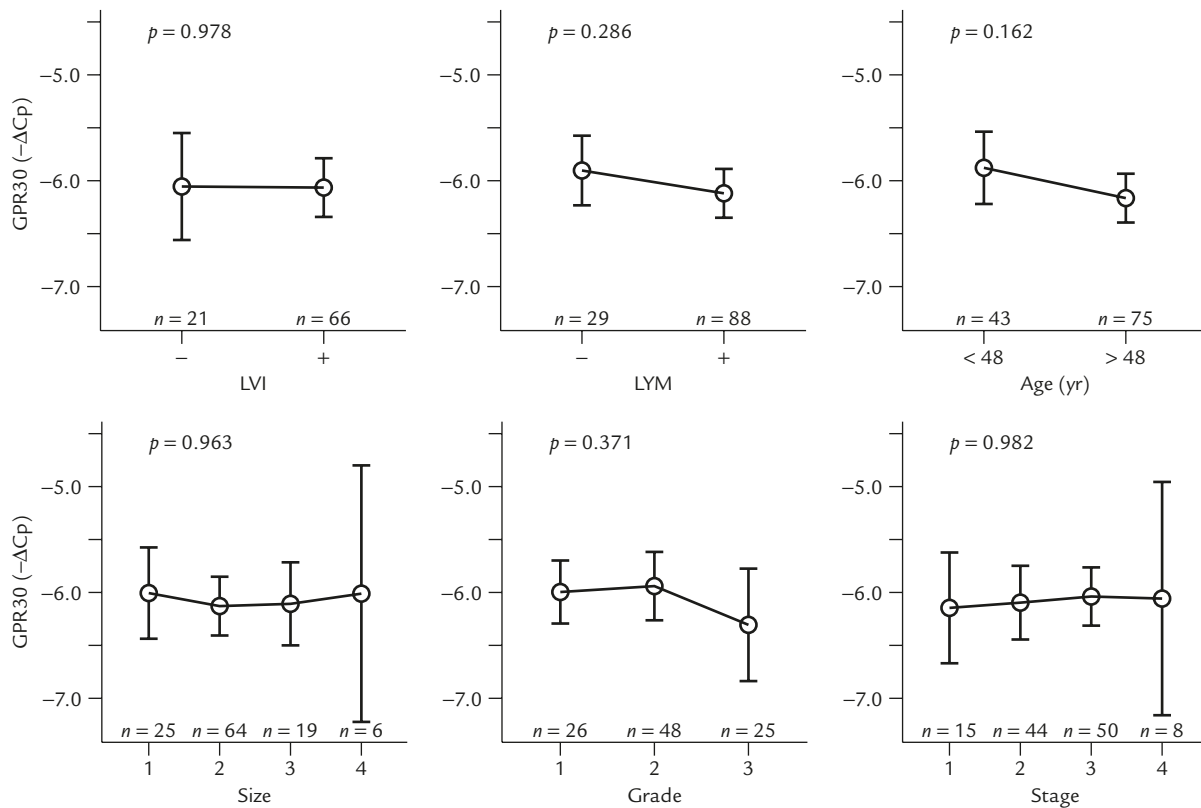 p = 0.978
GPR30 (−ΔCp)
−5.0
−6.0
−7.0
n = 21
n = 66
−
+
LVI
p = 0.286
−5.0
−6.0
−7.0
n = 29
n = 88
−
+
LYM
p = 0.162
−5.0
−6.0
−7.0
n = 43
n = 75
< 48
> 48
Age (yr)
p = 0.963
GPR30 (−ΔCp)
−5.0
−6.0
−7.0
n = 25
n = 64
n = 19
n = 6
1
2
3
4
Size
p = 0.371
−5.0
−6.0
−7.0
n = 26
n = 48
n = 25
1
2
3
Grade
p = 0.982
−5.0
−6.0
−7.0
n = 15
n = 44
n = 50
n = 8
1
2
3
4
Stage